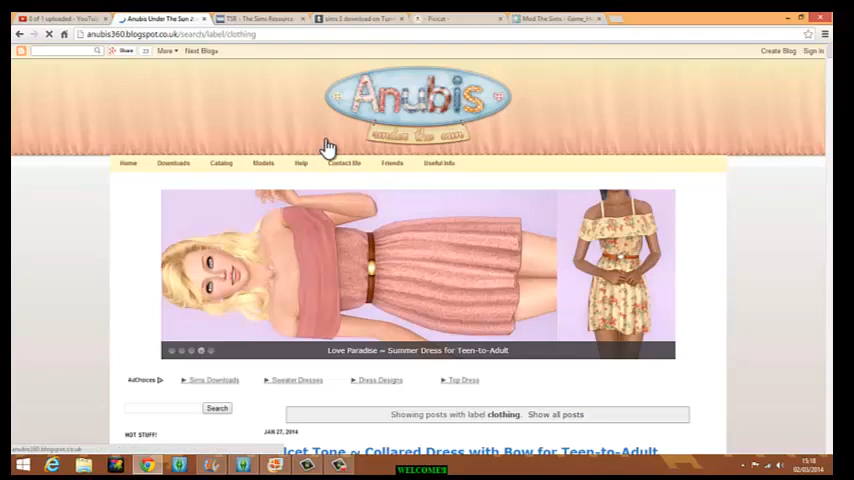 0 of 1 uploaded - YouTu
Anubis Under The Sun 2
TSR - The Sims Resource
sims 3 download on Tum
Pixicut -
Mod The Sims - Game_H
anubis360.blogspot.co.uk/search/label/clothing
Share 23 More Next Blog»
Create Blog Sign In
Anubis
under the sun
Home Downloads Catalog Models Help Contact Me Friends Useful Info
Love Paradise ~ Summer Dress for Teen-to-Adult
AdChoices Sims Downloads Sweater Dresses Dress Designs Top Dress
Search
Showing posts with label clothing. Show all posts
HOT STUFF!
JAN 27, 2014
Icet Tone ~ Collared Dress with Bow for Teen-to-Adult
anubis360.blogspot.co.uk
WELCOME!
15:18
02/03/2014